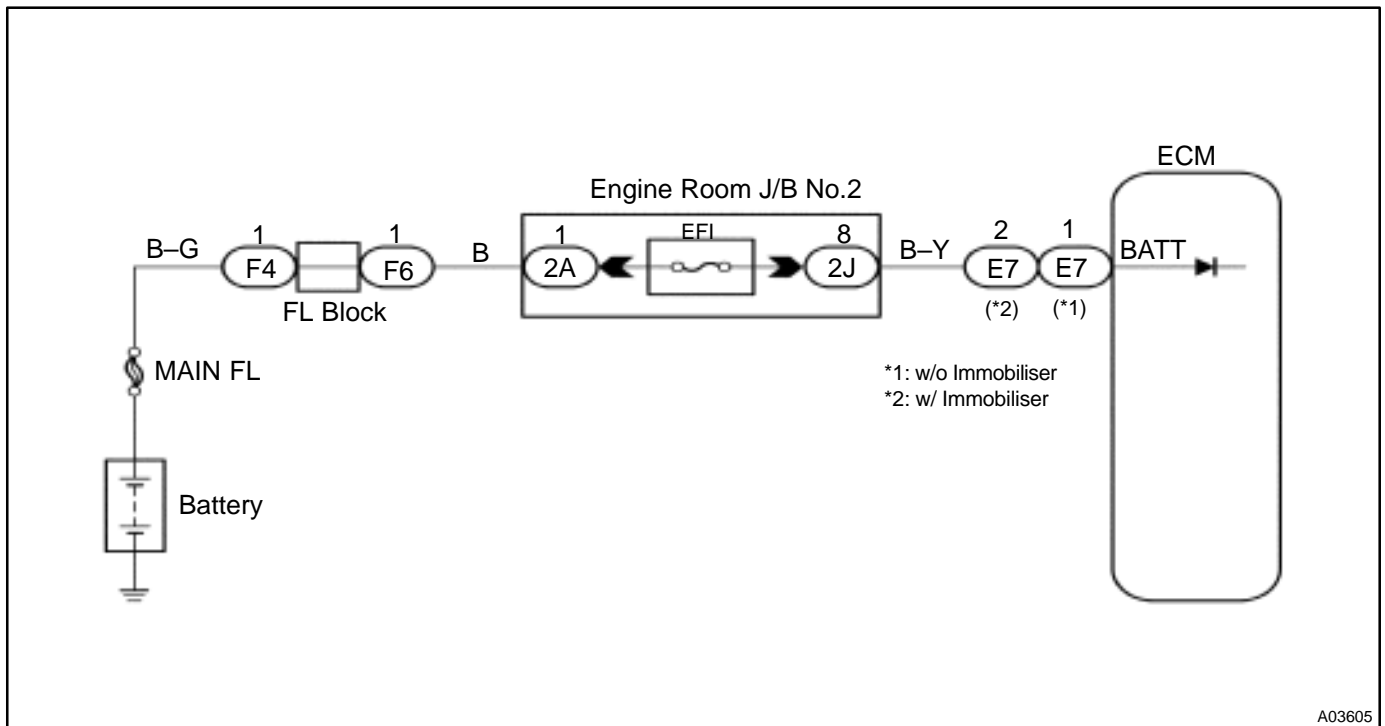 ECM
Engine Room J/B No.2
B–G
1
F4
1
F6
FL Block
B
1
2A
EFI
8
2J
B–Y
2
E7
(*2)
1
E7
(*1)
BATT
*1: w/o Immobiliser
*2: w/ Immobiliser
MAIN FL
Battery
A03605